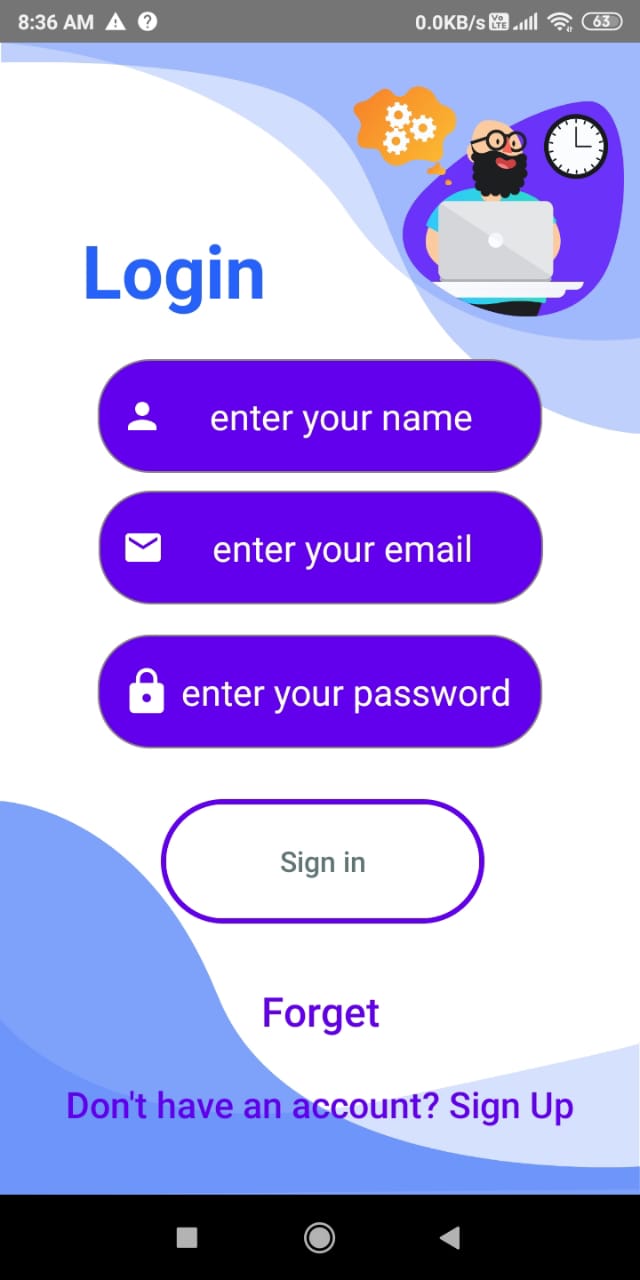 8:36 AM 0.0KB/s Vo LTE 63
Login
enter your name
enter your email
enter your password
Sign in
Forget
Don't have an account? Sign Up